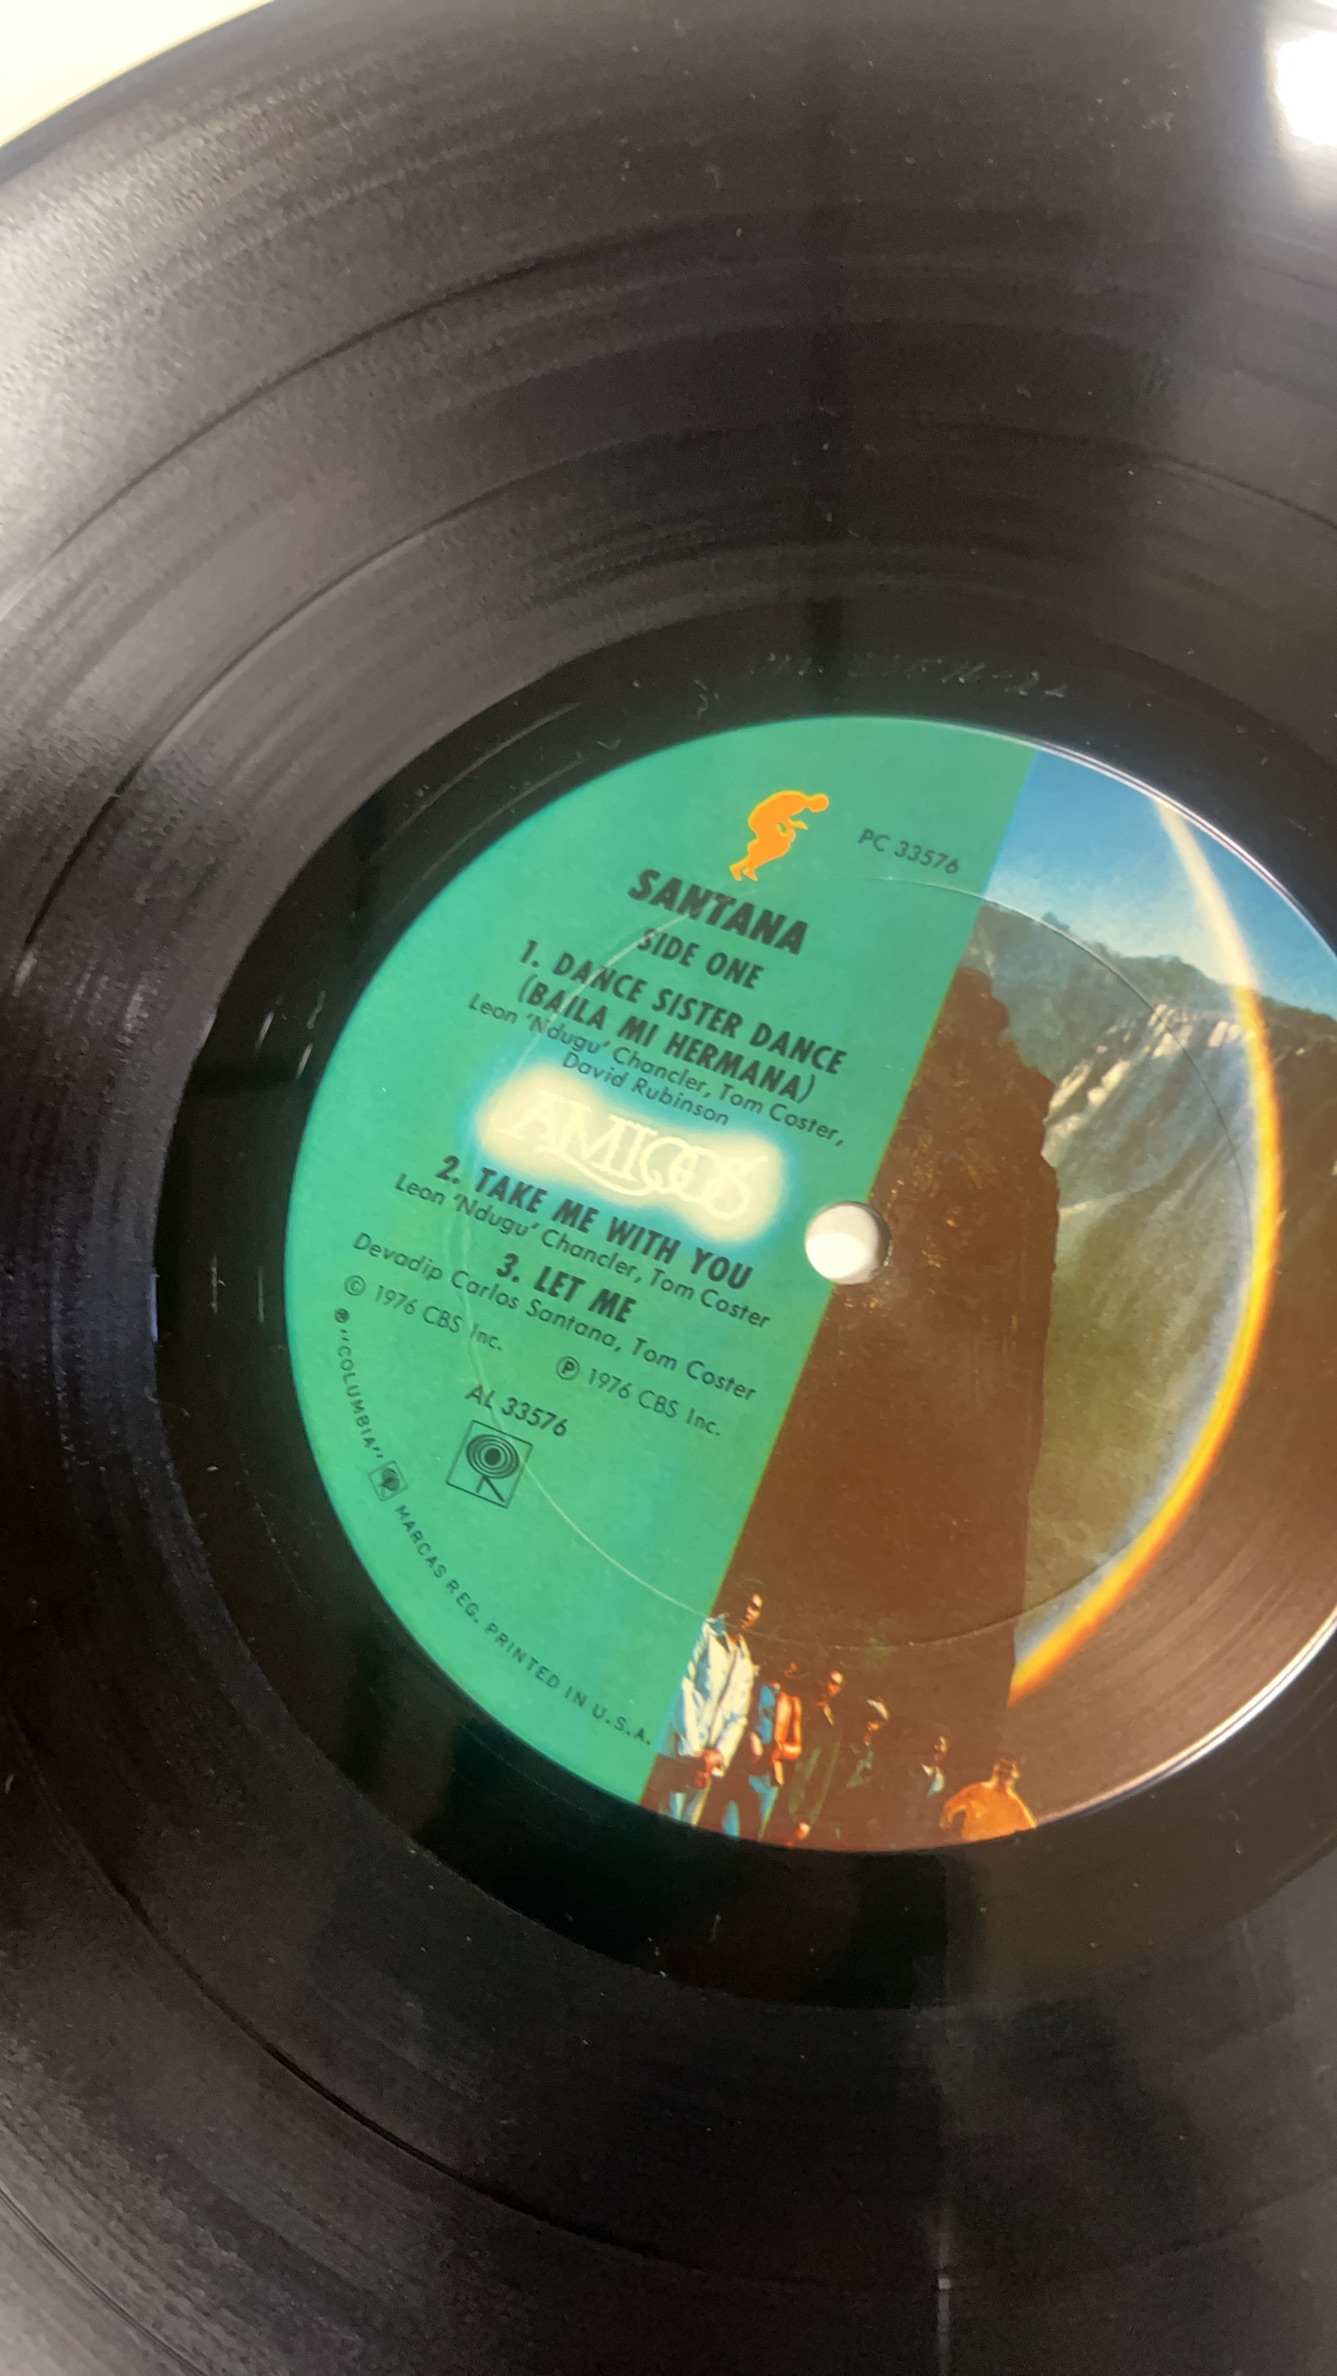 PC 33576
SANTANA
SIDE ONE
1. DANCE SISTER DANCE
(BAILA MI HERMANA)
Leon 'Ndugu' Chancler, Tom Coster,
David Rubinson
AMIGOS
2. TAKE ME WITH YOU
Leon 'Ndugu' Chancler, Tom Coster
3. LET ME
Devadip Carlos Santana, Tom Coster
© 1976 CBS Inc.
℗ 1976 CBS Inc.
AL 33576
® "COLUMBIA" MARCAS REG. PRINTED IN U.S.A.